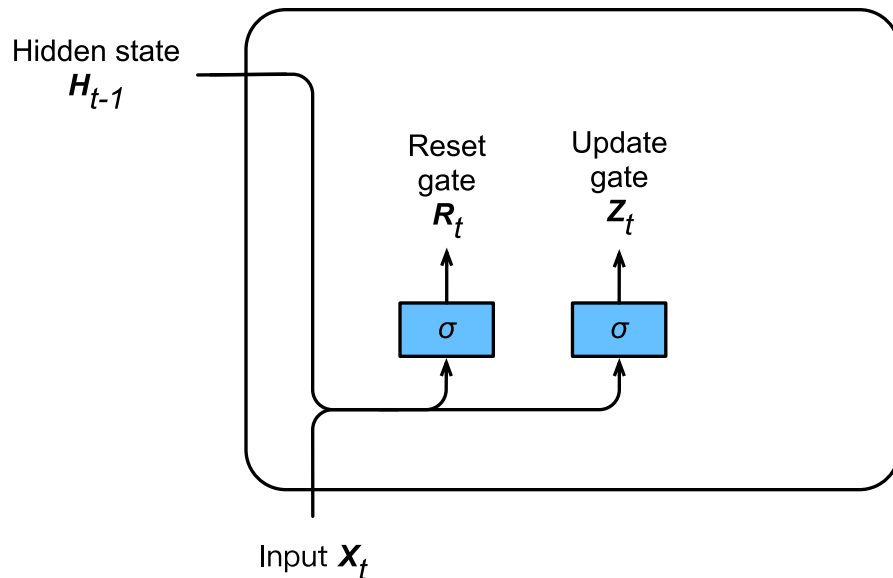 Hidden state
H_{t-1}
Reset
gate
R_t
Update
gate
Z_t
σ
σ
Input X_t